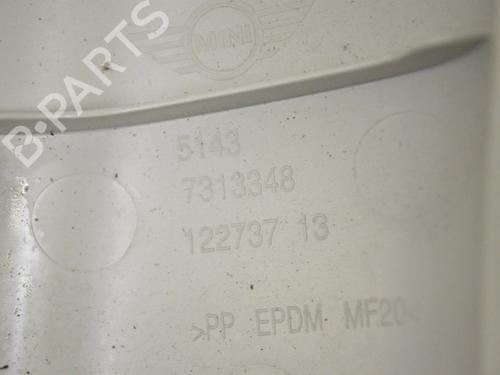 MINI
B-PARTS
5143
7313348
122737 13
>PP EPDM MF20<